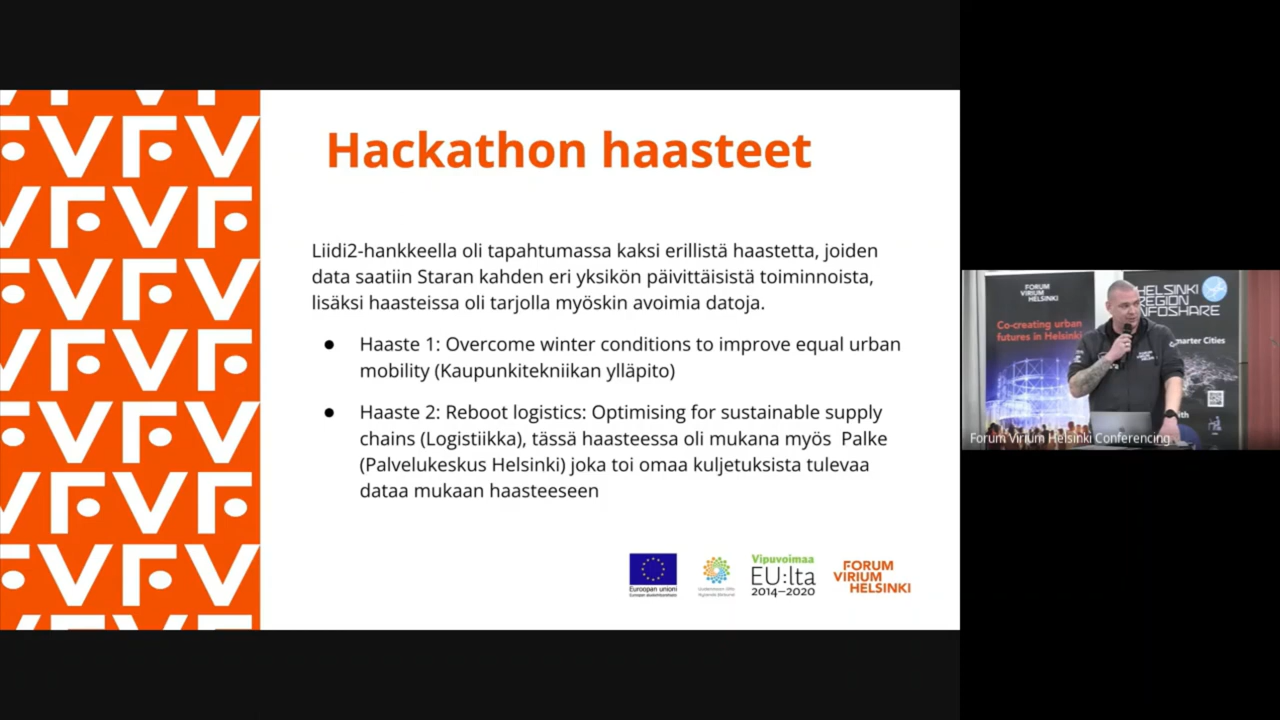 Hackathon haasteet
Liidi2-hankkeella oli tapahtumassa kaksi erillistä haastetta, joiden
data saatiin Staran kahden eri yksikön päivittäisistä toiminnoista,
lisäksi haasteissa oli tarjolla myöskin avoimia datoja.
● Haaste 1: Overcome winter conditions to improve equal urban
mobility (Kaupunkitekniikan ylläpito)
● Haaste 2: Reboot logistics: Optimising for sustainable supply
chains (Logistiikka), tässä haasteessa oli mukana myös Palke
(Palvelukeskus Helsinki) joka toi omaa kuljetuksista tulevaa
dataa mukaan haasteeseen
Euroopan unioni
Vipuvoimaa
EU:lta
2014–2020
FORUM
VIRIUM
HELSINKI
FORUM
VIRIUM
HELSINKI
Co-creating urban
futures in Helsinki
HELSINKI
REGION
INFOSHARE
Smarter Cities
Forum Virium Helsinki Conferencing